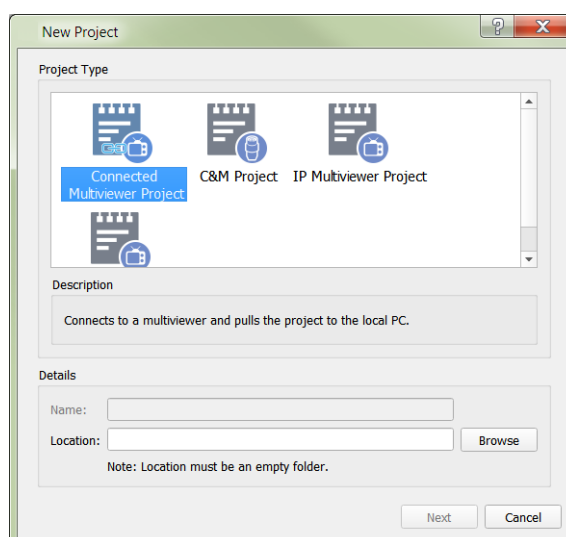 New Project
Project Type
Connected
Multiviewer Project
C&M Project
IP Multiviewer Project
Description
Connects to a multiviewer and pulls the project to the local PC.
Details
Name:
Location:
Browse
Note: Location must be an empty folder.
Next
Cancel